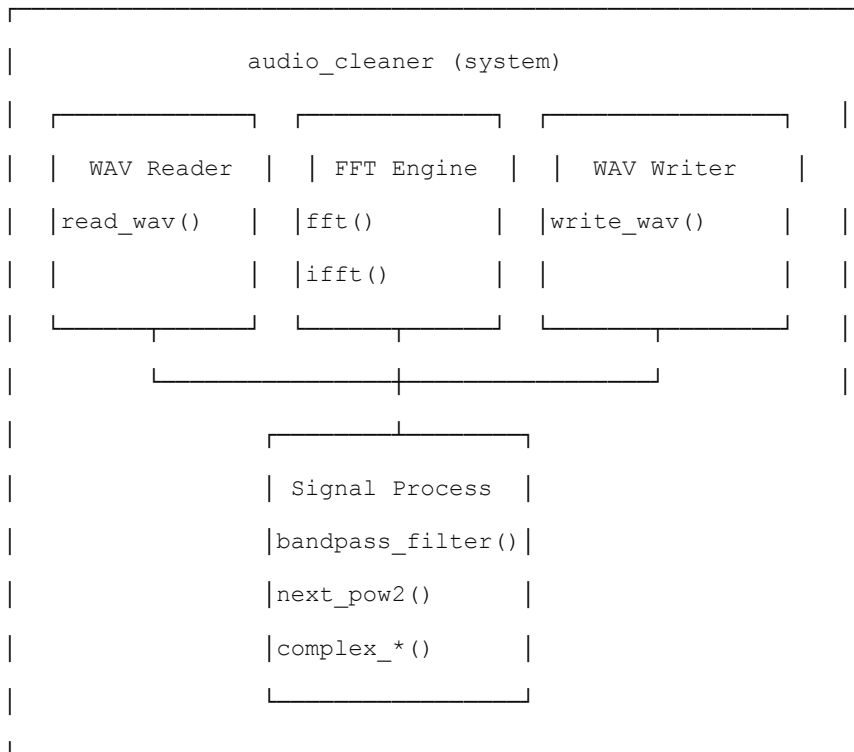 audio_cleaner (system)
WAV Reader FFT Engine WAV Writer
read_wav() fft() write_wav()
ifft()
Signal Process
bandpass_filter()
next_pow2()
complex_*()